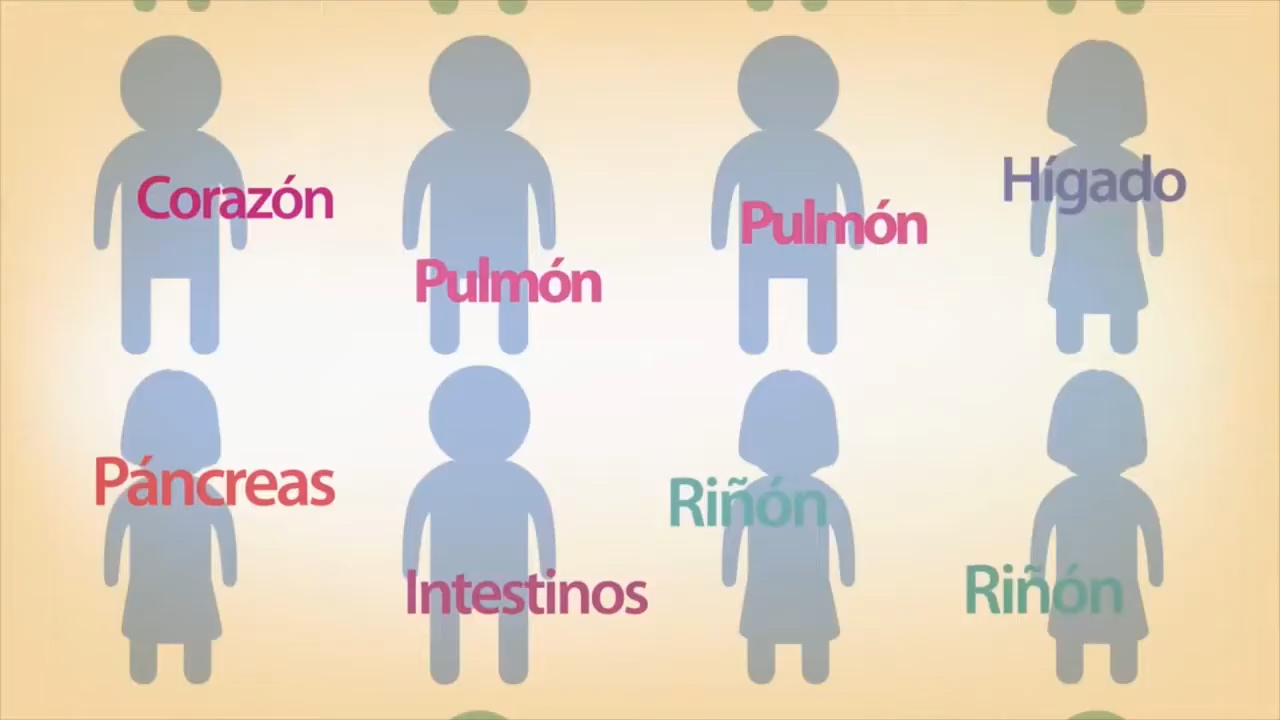 Corazón
Pulmón
Pulmón
Hígado
Páncreas
Intestinos
Riñón
Riñón